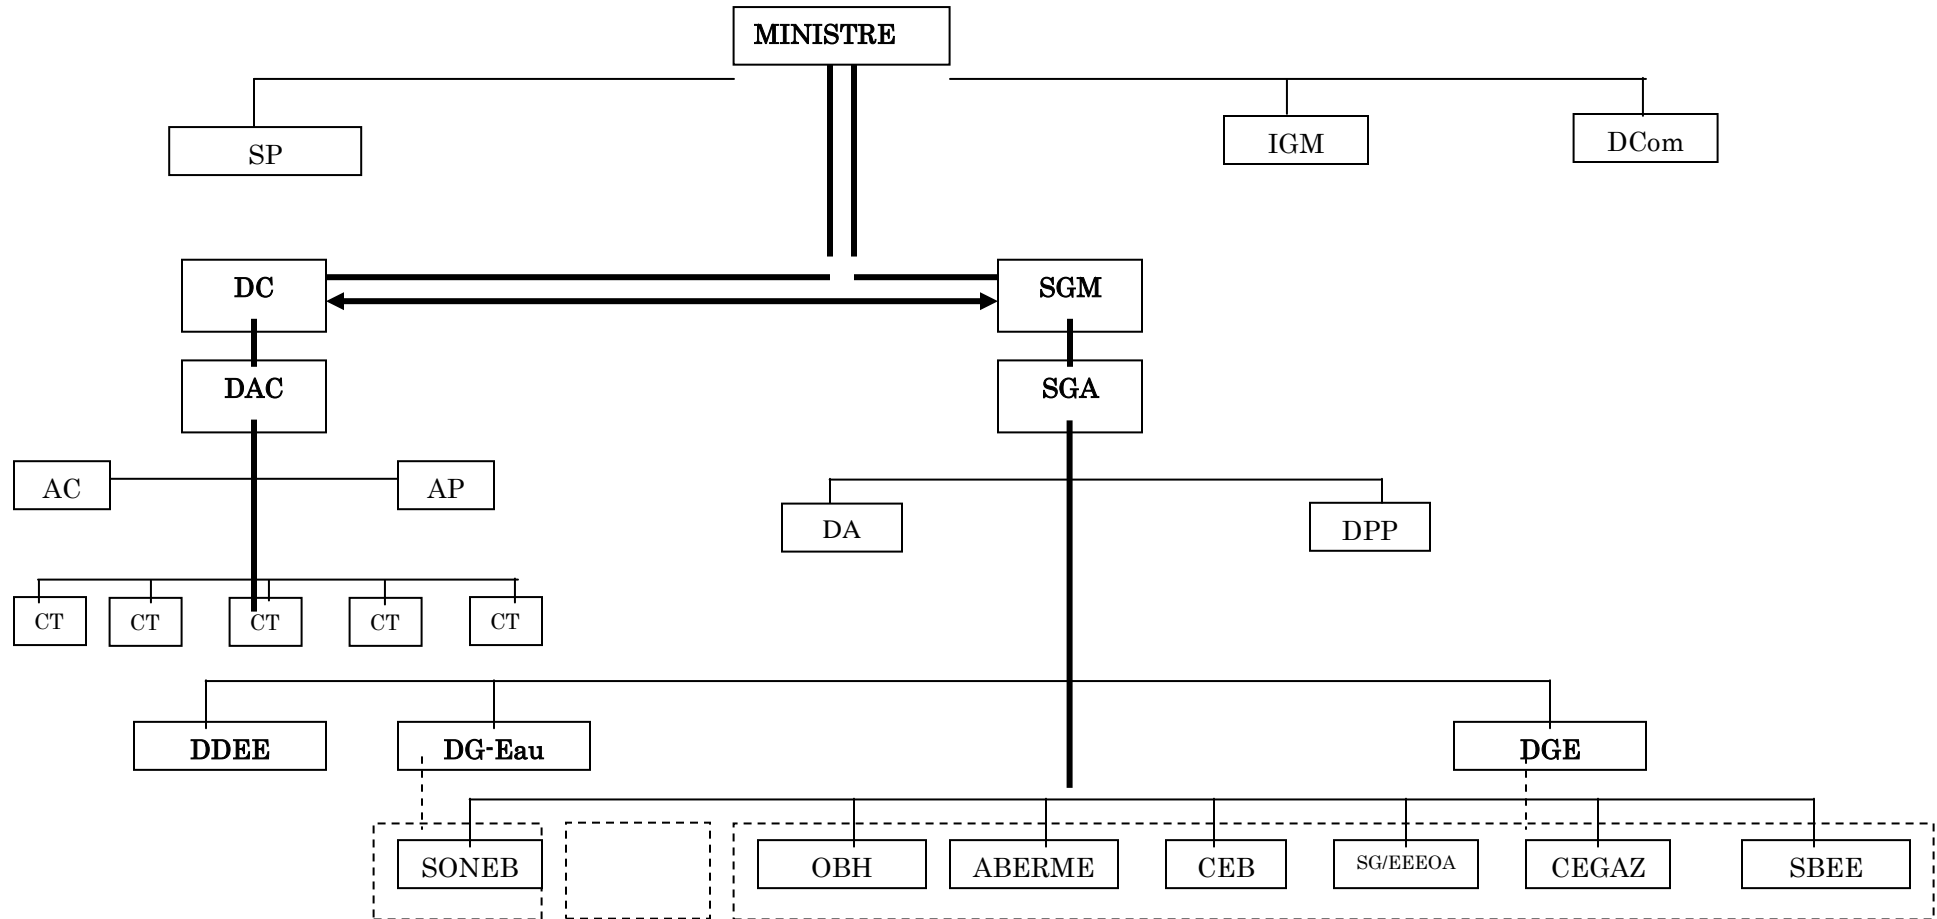 MINISTRE
SP
IGM
DCom
DC
SGM
DAC
SGA
AC
AP
DA
DPP
CT
CT
CT
CT
CT
DDEE
DG-Eau
DGE
SONEB
OBH
ABERME
CEB
SG/EEEOA
CEGAZ
SBEE